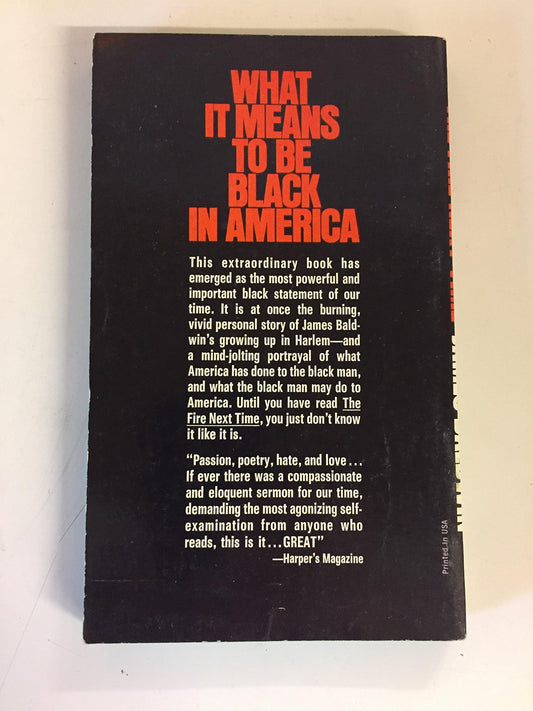 WHAT
IT MEANS
TO BE
BLACK
IN AMERICA
This extraordinary book has
emerged as the most powerful and
important black statement of our
time. It is at once the burning,
vivid personal story of James Bald-
win's growing up in Harlem—and
a mind-jolting portrayal of what
America has done to the black man,
and what the black man may do to
America. Until you have read The
Fire Next Time, you just don't know
it like it is.
“Passion, poetry, hate, and love...
If ever there was a compassionate
and eloquent sermon for our time,
demanding the most agonizing self-
examination from anyone who
reads, this is it...GREAT”
—Harper's Magazine
Printed in USA